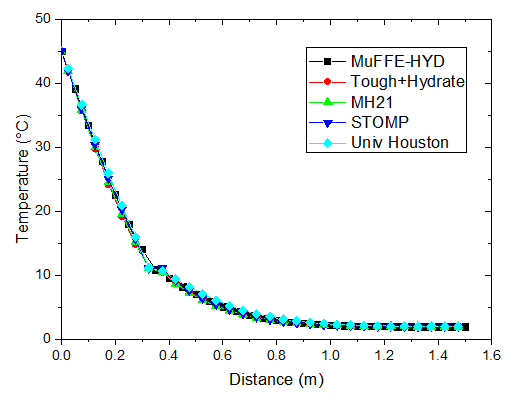 50
40
30
20
10
0
Temperature (°C)
MuFFE-HYD
Tough+Hydrate
MH21
STOMP
Univ Houston
0.0 0.2 0.4 0.6 0.8 1.0 1.2 1.4 1.6
Distance (m)